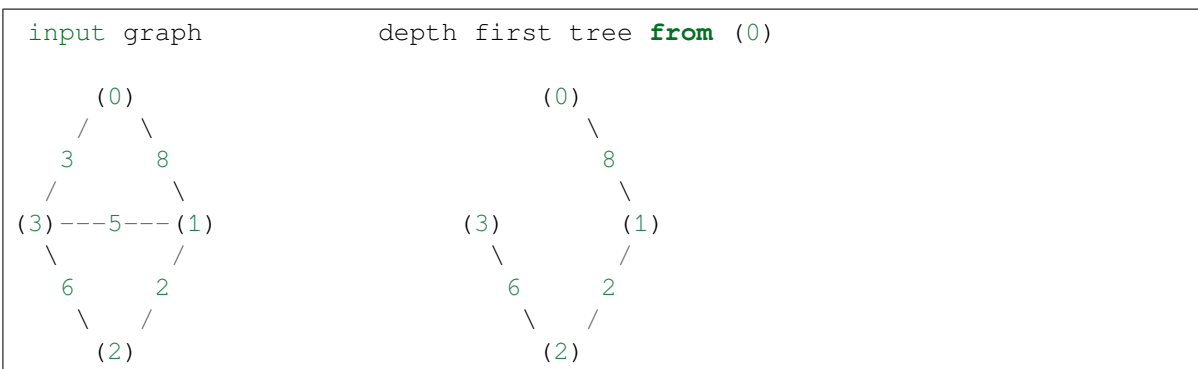 input graph                 depth first tree from (0)
      (0)                                 (0)
     /   \                                   \
    3     8                                   8
   /       \                                   \
(3)---5---(1)                     (3)         (1)
   \       /                         \         /
    6     2                           6       2
     \   /                             \     /
      (2)                                (2)